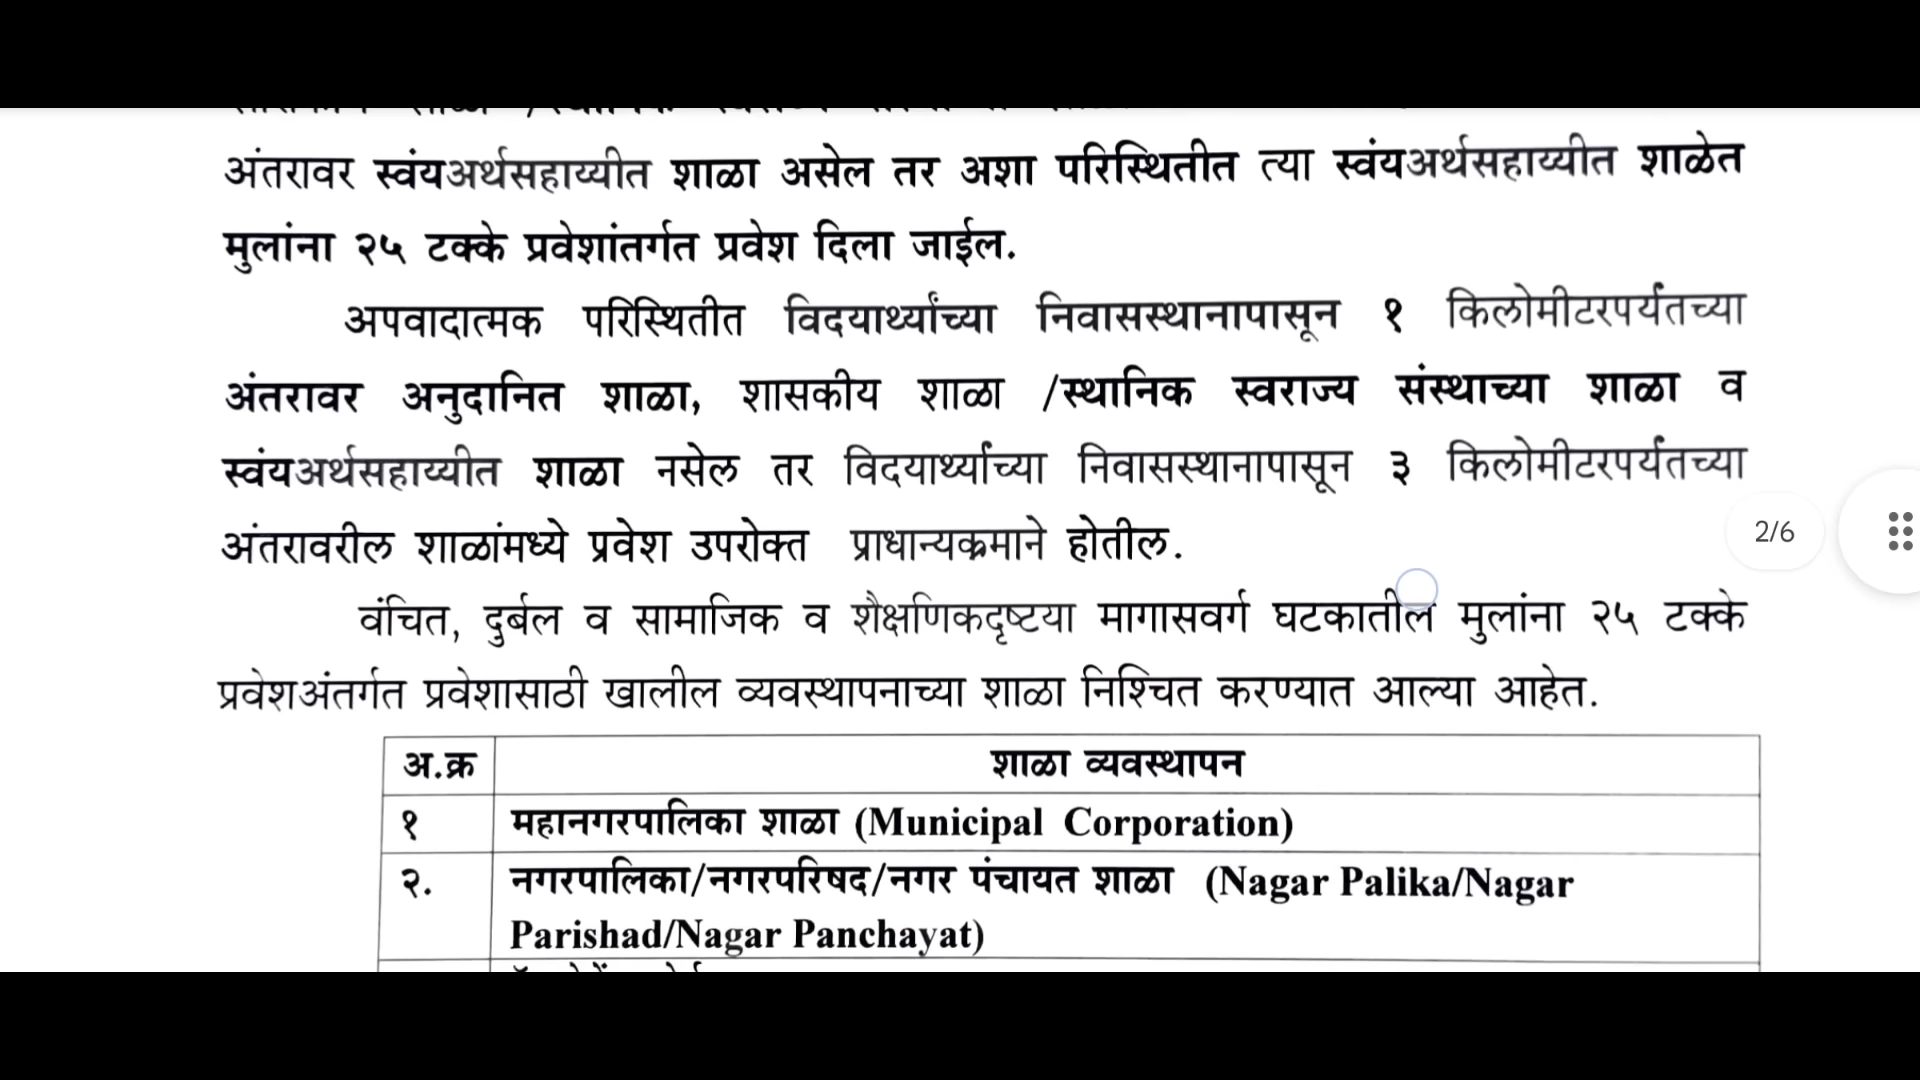 अंतरावर स्वंयअर्थसहाय्यीत शाळा असेल तर अशा परिस्थितीत त्या स्वंयअर्थसहाय्यीत शाळेत
मुलांना २५ टक्के प्रवेशांतर्गत प्रवेश दिला जाईल.
अपवादात्मक परिस्थितीत विदयार्थ्यांच्या निवासस्थानापासून १ किलोमीटरपर्यंतच्या
अंतरावर अनुदानित शाळा, शासकीय शाळा /स्थानिक स्वराज्य संस्थाच्या शाळा व
स्वंयअर्थसहाय्यीत शाळा नसेल तर विदयार्थ्यांच्या निवासस्थानापासून ३ किलोमीटरपर्यंतच्या
अंतरावरील शाळांमध्ये प्रवेश उपरोक्त प्राधान्यक्रमाने होतील.
2/6
वंचित, दुर्बल व सामाजिक व शैक्षणिकदृष्टया मागासवर्ग घटकातील मुलांना २५ टक्के
प्रवेशअंतर्गत प्रवेशासाठी खालील व्यवस्थापनाच्या शाळा निश्चित करण्यात आल्या आहेत.
अ.क्र शाळा व्यवस्थापन
१ महानगरपालिका शाळा (Municipal Corporation)
२. नगरपालिका/नगरपरिषद/नगर पंचायत शाळा (Nagar Palika/Nagar
Parishad/Nagar Panchayat)